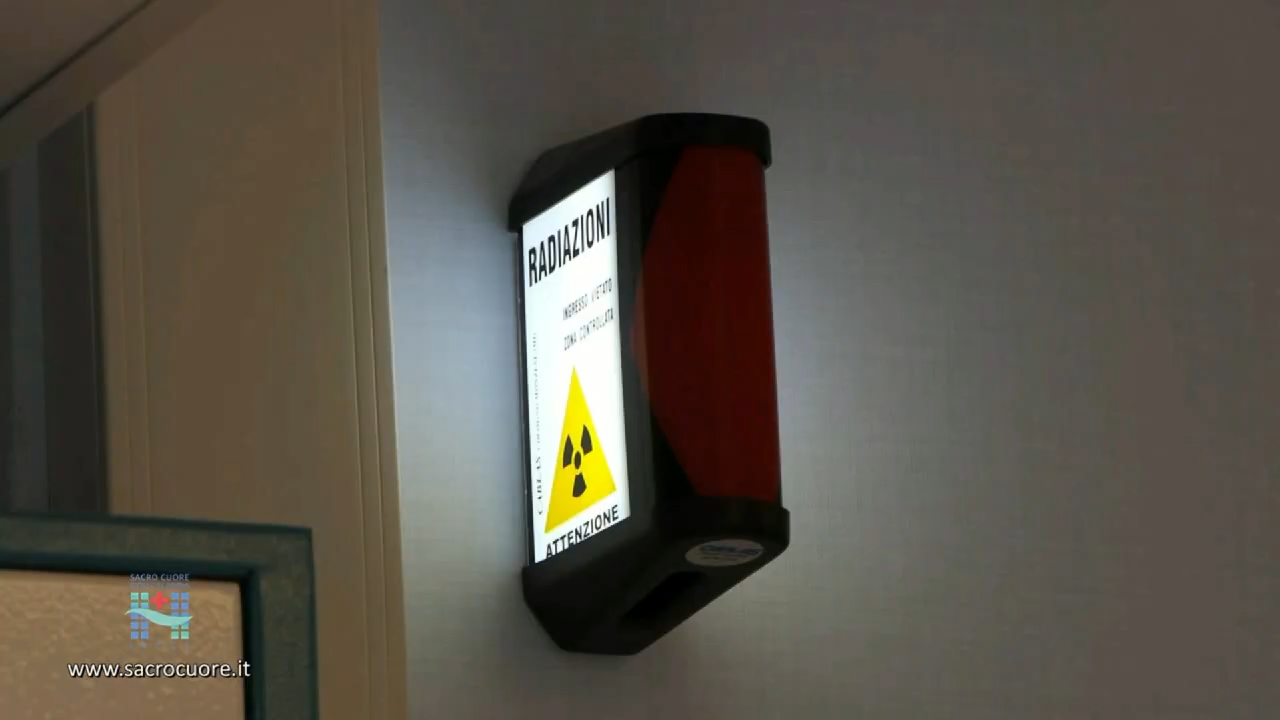 RADIAZIONI
INGRESSO VIETATO
ZONA CONTROLLATA
ATTENZIONE
SACRO CUORE
www.sacrocuore.it